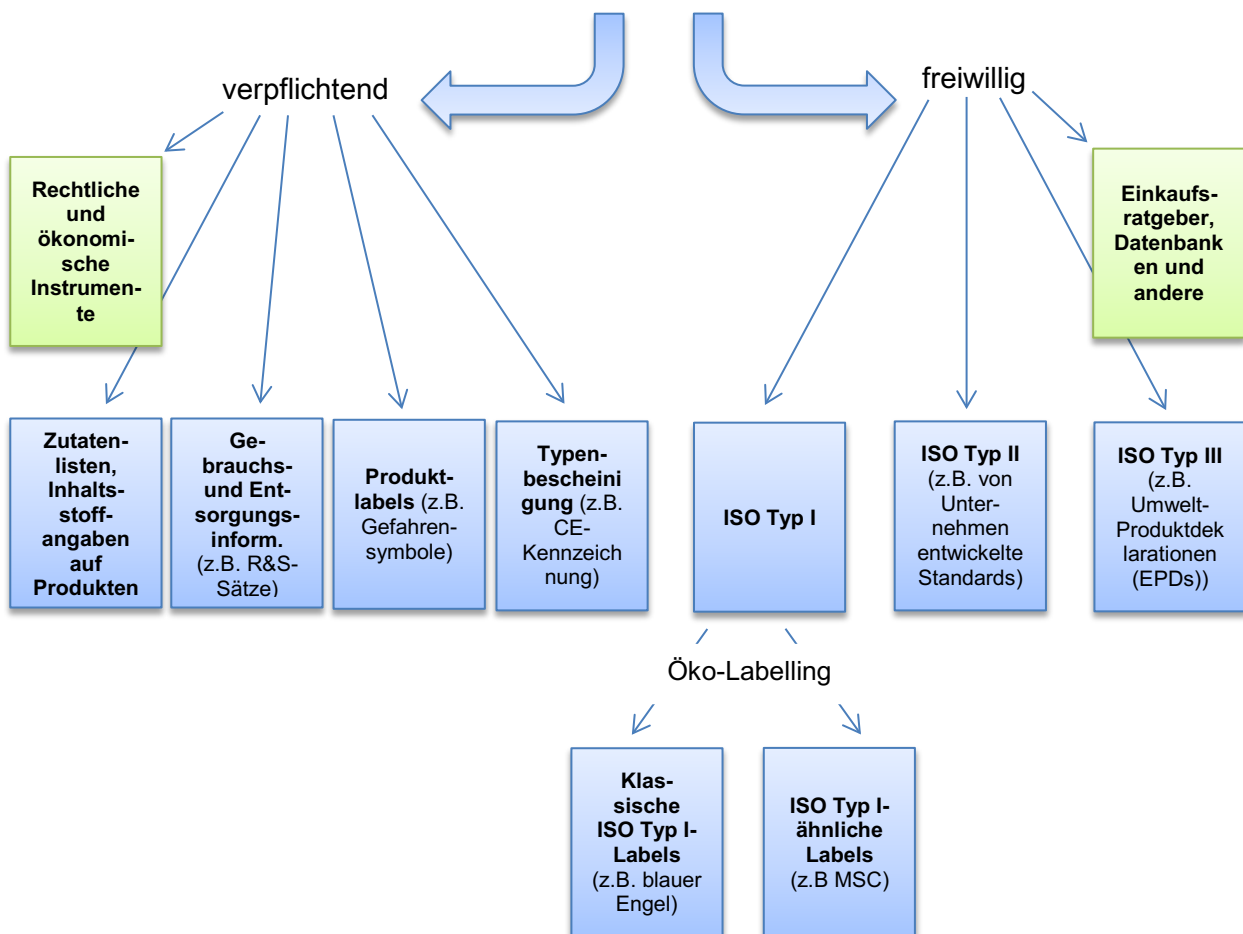 verpflichtend
freiwillig
Rechtliche
und
ökonomi-
sche
Instrumen-
te
Einkaufs-
ratgeber,
Datenbank
en und
andere
Zutaten-
listen,
Inhalts-
stoff-
angaben
auf
Produkten
Ge-
brauchs-
und Ent-
sorgungs-
inform.
(z.B. R&S-
Sätze)
Produkt-
labels (z.B.
Gefahren-
symbole)
Typen-
bescheini
gung (z.B.
CE-
Kennzeich
nung)
ISO Typ I
ISO Typ II
(z.B. von
Unter-
nehmen
entwickelte
Standards)
ISO Typ III
(z.B.
Umwelt-
Produktdek
larationen
(EPDs))
Öko-Labelling
Klas-
sische
ISO Typ I-
Labels
(z.B. blauer
Engel)
ISO Typ I-
ähnliche
Labels
(z.B MSC)